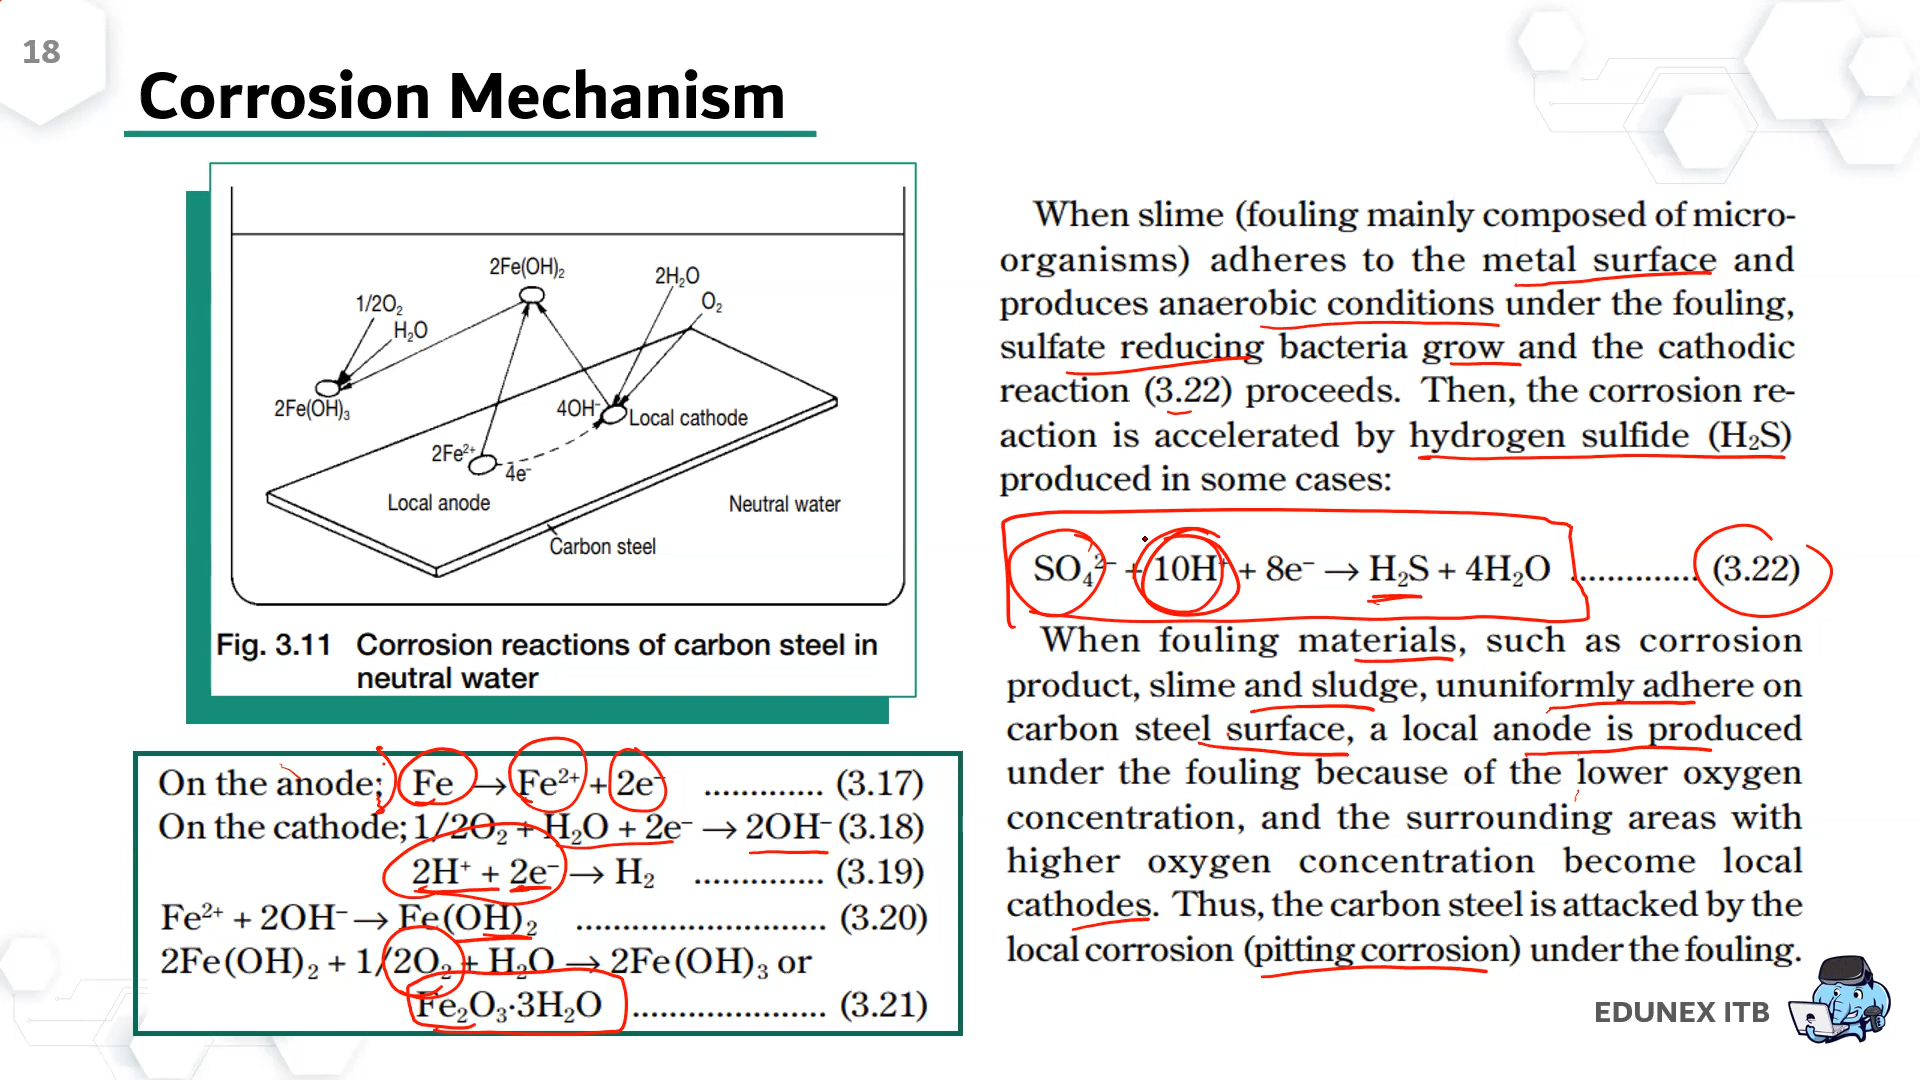 18
Corrosion Mechanism
2Fe(OH)₂
2H₂O
O₂
1/2O₂
H₂O
2Fe(OH)₃
4OH⁻
Local cathode
2Fe²⁺
4e⁻
Local anode
Neutral water
Carbon steel
Fig. 3.11 Corrosion reactions of carbon steel in
neutral water
On the anode; Fe → Fe²⁺ + 2e⁻ ............. (3.17)
On the cathode; 1/2O₂ + H₂O + 2e⁻ → 2OH⁻ (3.18)
2H⁺ + 2e⁻ → H₂ .............. (3.19)
Fe²⁺ + 2OH⁻ → Fe(OH)₂ ........................... (3.20)
2Fe(OH)₂ + 1/2O₂ + H₂O → 2Fe(OH)₃ or
Fe₂O₃·3H₂O ..................... (3.21)
When slime (fouling mainly composed of micro-
organisms) adheres to the metal surface and
produces anaerobic conditions under the fouling,
sulfate reducing bacteria grow and the cathodic
reaction (3.22) proceeds. Then, the corrosion re-
action is accelerated by hydrogen sulfide (H₂S)
produced in some cases:
SO₄²⁻ + 10H⁺ + 8e⁻ → H₂S + 4H₂O .............. (3.22)
When fouling materials, such as corrosion
product, slime and sludge, ununiformly adhere on
carbon steel surface, a local anode is produced
under the fouling because of the lower oxygen
concentration, and the surrounding areas with
higher oxygen concentration become local
cathodes. Thus, the carbon steel is attacked by the
local corrosion (pitting corrosion) under the fouling.
EDUNEX ITB